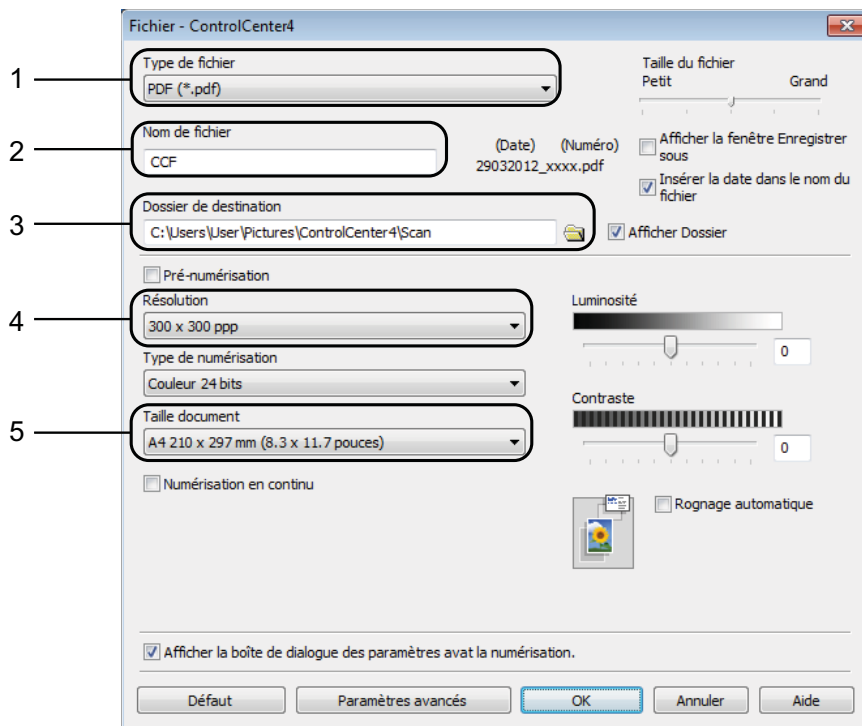 Fichier - ControlCenter4
1
Type de fichier
PDF (*.pdf)
Taille du fichier
Petit Grand
2
Nom de fichier
CCF
(Date) (Numéro)
29032012_xxxx.pdf
Afficher la fenêtre Enregistrer
sous
Insérer la date dans le nom du
fichier
3
Dossier de destination
C:\Users\User\Pictures\ControlCenter4\Scan
Afficher Dossier
Pré-numérisation
4
Résolution
300 x 300 ppp
Luminosité
0
Type de numérisation
Couleur 24 bits
Contraste
0
5
Taille document
A4 210 x 297 mm (8.3 x 11.7 pouces)
Numérisation en continu
Rognage automatique
Afficher la boîte de dialogue des paramètres avat la numérisation.
Défaut Paramètres avancés OK Annuler Aide